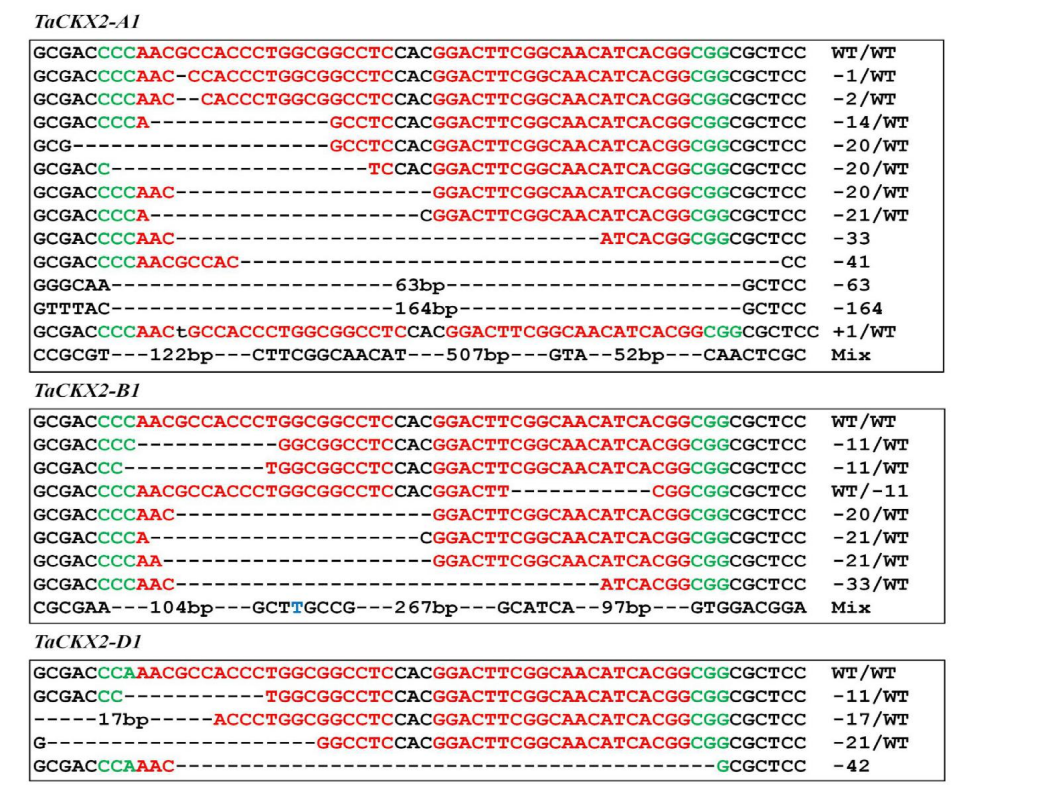 TaCKX2-A1
GCGACCCCAACGCCACCCTGGCGGCCTCCACGGACTTCGGCAACATCACGGCGGCGCTCC WT/WT
GCGACCCCAAC-CCACCCTGGCGGCCTCCACGGACTTCGGCAACATCACGGCGGCGCTCC -1/WT
GCGACCCCAAC--CACCCTGGCGGCCTCCACGGACTTCGGCAACATCACGGCGGCGCTCC -2/WT
GCGACCCCA--------------GCCTCCACGGACTTCGGCAACATCACGGCGGCGCTCC -14/WT
GCG--------------------GCCTCCACGGACTTCGGCAACATCACGGCGGCGCTCC -20/WT
GCGACC--------------------TCCACGGACTTCGGCAACATCACGGCGGCGCTCC -20/WT
GCGACCCCAAC--------------------GGACTTCGGCAACATCACGGCGGCGCTCC -20/WT
GCGACCCCA---------------------CGGACTTCGGCAACATCACGGCGGCGCTCC -21/WT
GCGACCCCAAC---------------------------------ATCACGGCGGCGCTCC -33
GCGACCCCAACGCCAC------------------------------------------CC -41
GGGCAA----------------------63bp-----------------------GCTCC -63
GTTTAC----------------------164bp----------------------GCTCC -164
GCGACCCCAACtGCCACCCTGGCGGCCTCCACGGACTTCGGCAACATCACGGCGGCGCTCC +1/WT
CCGCGT---122bp---CTTCGGCAACAT---507bp---GTA--52bp---CAACTCGC Mix
TaCKX2-B1
GCGACCCCAACGCCACCCTGGCGGCCTCCACGGACTTCGGCAACATCACGGCGGCGCTCC WT/WT
GCGACCCC-----------GGCGGCCTCCACGGACTTCGGCAACATCACGGCGGCGCTCC -11/WT
GCGACCC-----------TGGCGGCCTCCACGGACTTCGGCAACATCACGGCGGCGCTCC -11/WT
GCGACCCCAACGCCACCCTGGCGGCCTCCACGGACTT-----------CGGCGGCGCTCC WT/-11
GCGACCCCAAC--------------------GGACTTCGGCAACATCACGGCGGCGCTCC -20/WT
GCGACCCCA---------------------CGGACTTCGGCAACATCACGGCGGCGCTCC -21/WT
GCGACCCCAA---------------------GGACTTCGGCAACATCACGGCGGCGCTCC -21/WT
GCGACCCCAAC---------------------------------ATCACGGCGGCGCTCC -33/WT
CGCGAA---104bp---GCTTGCCG---267bp---GCATCA--97bp---GTGGACGGA Mix
TaCKX2-D1
GCGACCCAAACGCCACCCTGGCGGCCTCCACGGACTTCGGCAACATCACGGCGGCGCTCC WT/WT
GCGACCC-----------TGGCGGCCTCCACGGACTTCGGCAACATCACGGCGGCGCTCC -11/WT
-----17bp-----ACCCTGGCGGCCTCCACGGACTTCGGCAACATCACGGCGGCGCTCC -17/WT
G---------------------GGCCTCCACGGACTTCGGCAACATCACGGCGGCGCTCC -21/WT
GCGACCCAAAC------------------------------------------GCGCTCC -42